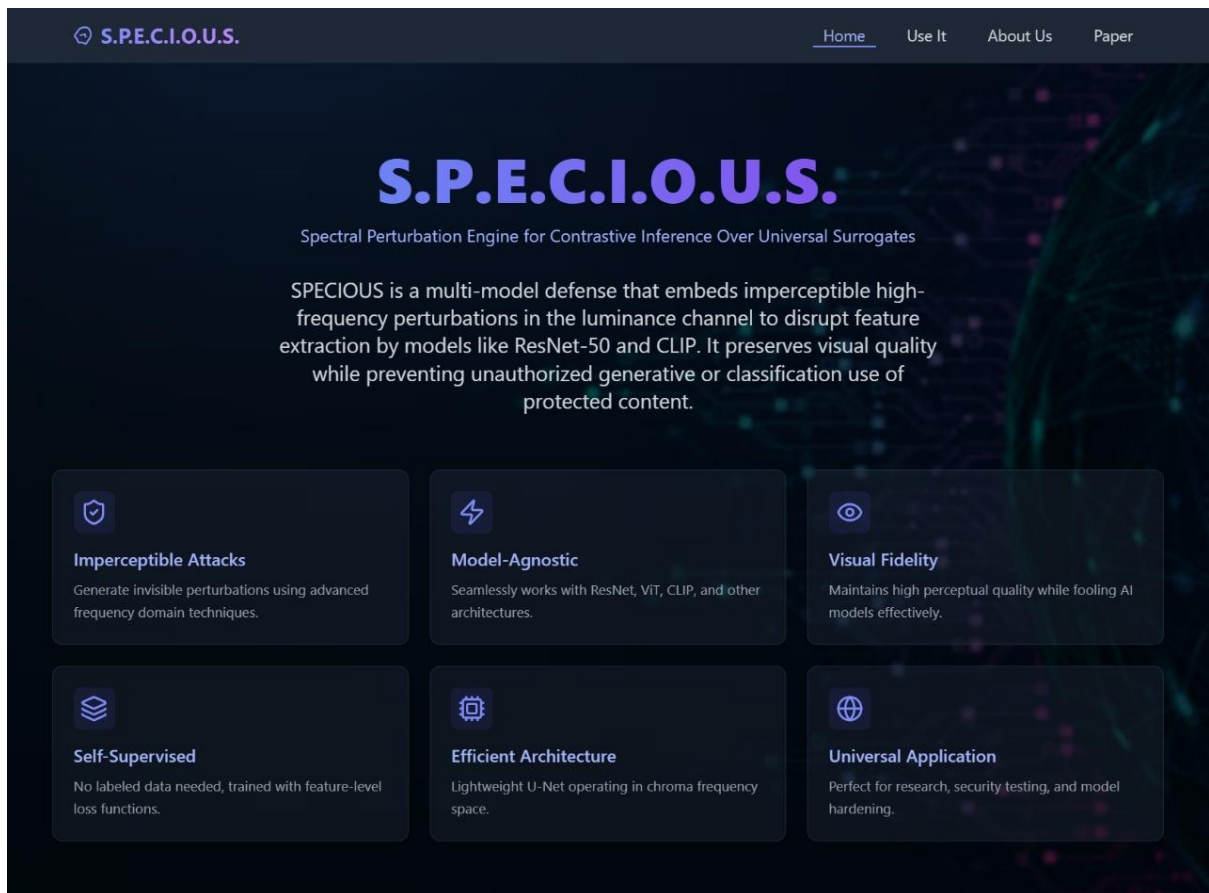 S.P.E.C.I.O.U.S.
Home Use It About Us Paper
S.P.E.C.I.O.U.S.
Spectral Perturbation Engine for Contrastive Inference Over Universal Surrogates
SPECIOUS is a multi-model defense that embeds imperceptible high-
frequency perturbations in the luminance channel to disrupt feature
extraction by models like ResNet-50 and CLIP. It preserves visual quality
while preventing unauthorized generative or classification use of
protected content.
Imperceptible Attacks
Generate invisible perturbations using advanced
frequency domain techniques.
Model-Agnostic
Seamlessly works with ResNet, ViT, CLIP, and other
architectures.
Visual Fidelity
Maintains high perceptual quality while fooling AI
models effectively.
Self-Supervised
No labeled data needed, trained with feature-level
loss functions.
Efficient Architecture
Lightweight U-Net operating in chroma frequency
space.
Universal Application
Perfect for research, security testing, and model
hardening.